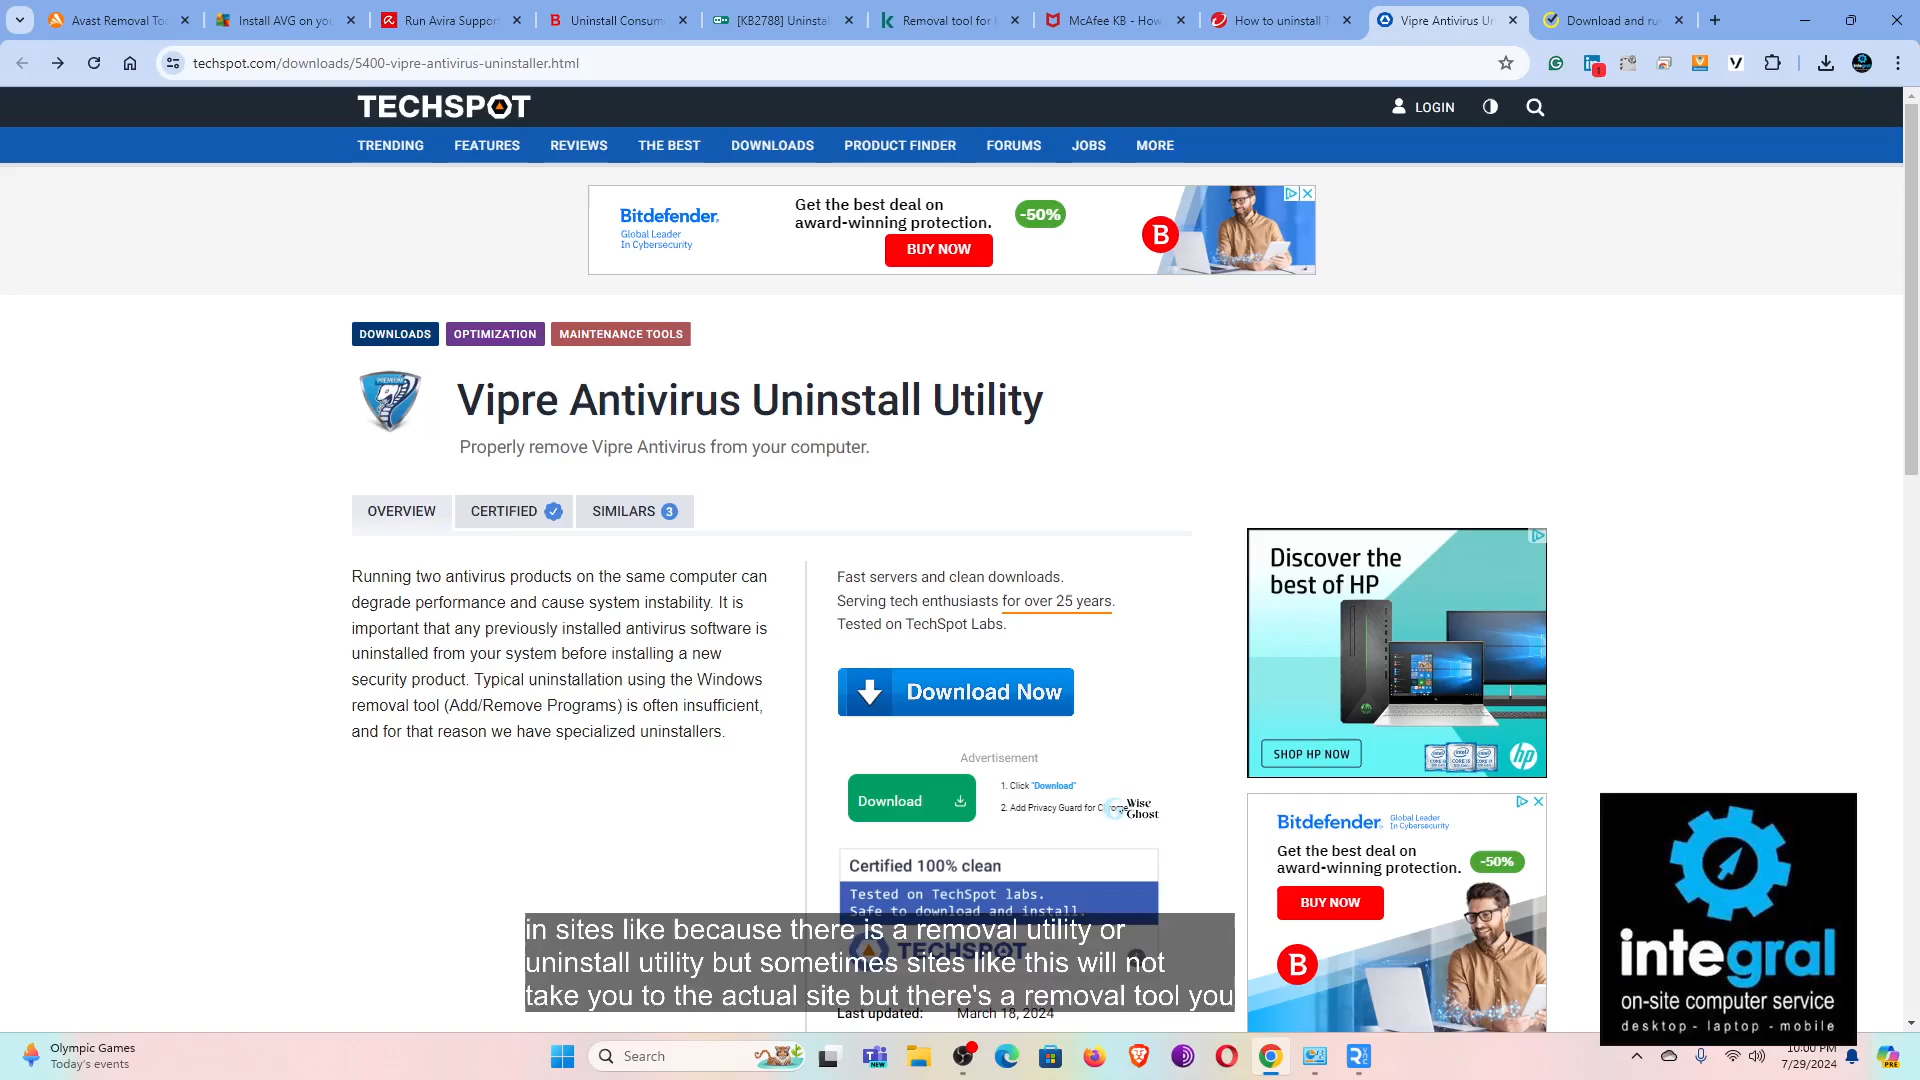 Avast Removal Too
Install AVG on you
Run Avira Support
Uninstall Consum
[KB2788] Uninstal
Removal tool for
McAfee KB - How
How to uninstall T
Vipre Antivirus Un
Download and ru
techspot.com/downloads/5400-vipre-antivirus-uninstaller.html
TECHSPOT
LOGIN
TRENDING FEATURES REVIEWS THE BEST DOWNLOADS PRODUCT FINDER FORUMS JOBS MORE
Bitdefender.
Global Leader
In Cybersecurity
Get the best deal on
award-winning protection.
-50%
BUY NOW
B
DOWNLOADS OPTIMIZATION MAINTENANCE TOOLS
PREMIUM
Vipre Antivirus Uninstall Utility
Properly remove Vipre Antivirus from your computer.
OVERVIEW CERTIFIED SIMILARS 3
Running two antivirus products on the same computer can
degrade performance and cause system instability. It is
important that any previously installed antivirus software is
uninstalled from your system before installing a new
security product. Typical uninstallation using the Windows
removal tool (Add/Remove Programs) is often insufficient,
and for that reason we have specialized uninstallers.
Fast servers and clean downloads.
Serving tech enthusiasts for over 25 years.
Tested on TechSpot Labs.
Download Now
Advertisement
Download
1. Click "Download"
2. Add Privacy Guard for Chrome
Wise
Ghost
Certified 100% clean
Tested on TechSpot labs.
Safe to download and install.
TECHSPOT
Last updated: March 18, 2024
Discover the
best of HP
SHOP HP NOW
hp
Bitdefender.
Global Leader
In Cybersecurity
Get the best deal on
award-winning protection.
-50%
BUY NOW
B
integral
on-site computer service
desktop - laptop - mobile
in sites like because there is a removal utility or
uninstall utility but sometimes sites like this will not
take you to the actual site but there's a removal tool you
Olympic Games
Today's events
Search
NEW
10:00 PM
7/29/2024
PRE